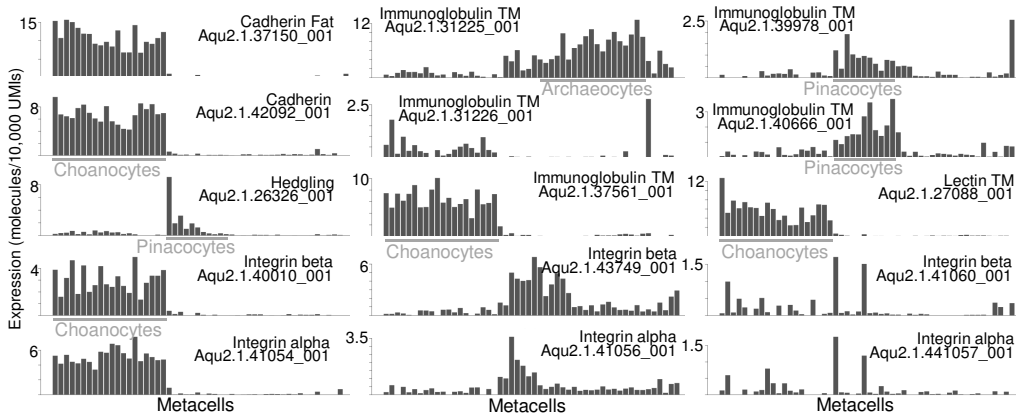 Expression (molecules/10,000 UMIs)
15
Cadherin Fat
Aqu2.1.37150_001
8
Cadherin
Aqu2.1.42092_001
Choanocytes
8
Hedgling
Aqu2.1.26326_001
Pinacocytes
4
Integrin beta
Aqu2.1.40010_001
Choanocytes
6
Integrin alpha
Aqu2.1.41054_001
Metacells
12
Immunoglobulin TM
Aqu2.1.31225_001
Archaeocytes
2.5
Immunoglobulin TM
Aqu2.1.31226_001
10
Immunoglobulin TM
Aqu2.1.37561_001
Choanocytes
6
Integrin beta
Aqu2.1.43749_001
3.5
Integrin alpha
Aqu2.1.41056_001
Metacells
2.5
Immunoglobulin TM
Aqu2.1.39978_001
Pinacocytes
3
Immunoglobulin TM
Aqu2.1.40666_001
Pinacocytes
12
Lectin TM
Aqu2.1.27088_001
Choanocytes
1.5
Integrin beta
Aqu2.1.41060_001
1.5
Integrin alpha
Aqu2.1.441057_001
Metacells